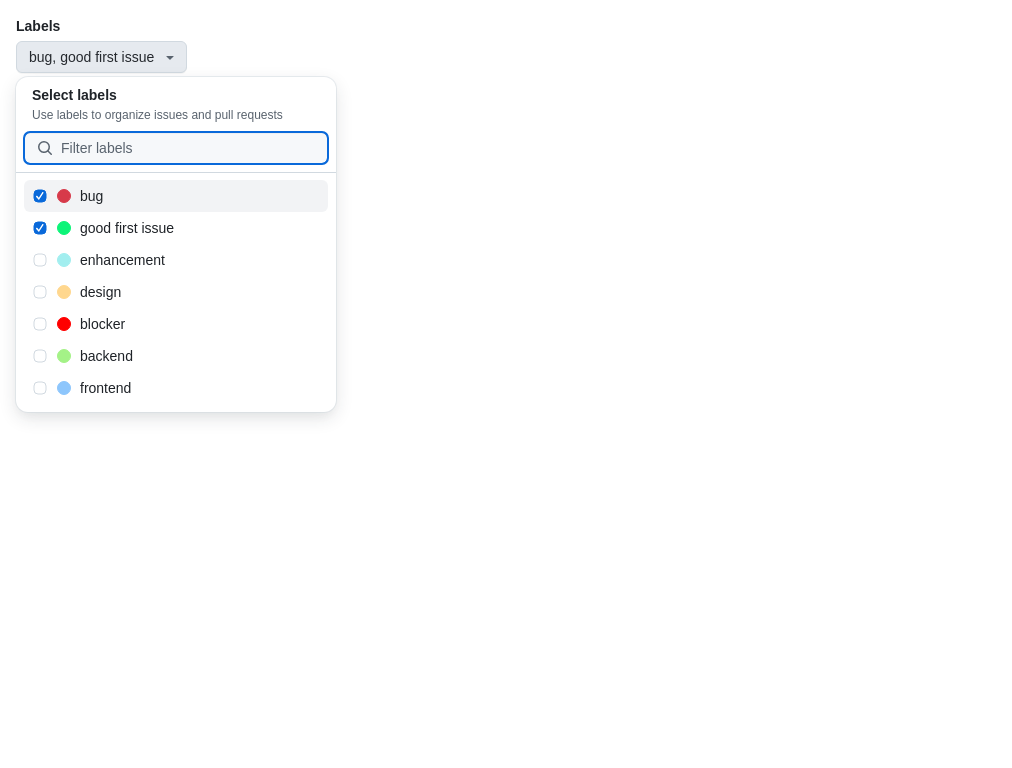 Labels
bug, good first issue
Select labels
Use labels to organize issues and pull requests
Filter labels
bug
good first issue
enhancement
design
blocker
backend
frontend